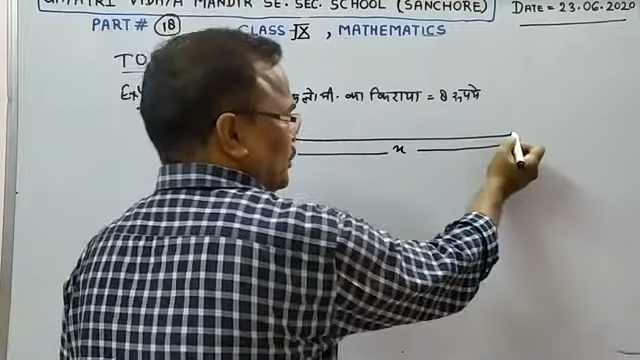 GAYATRI VIDHYA MANDIR SE. SEC. SCHOOL (SANCHORE) DATE = 23.06.2020
PART # 18 CLASS IX, MATHEMATICS
TO
Ex
मी. का किराया = 8 रूपये
x